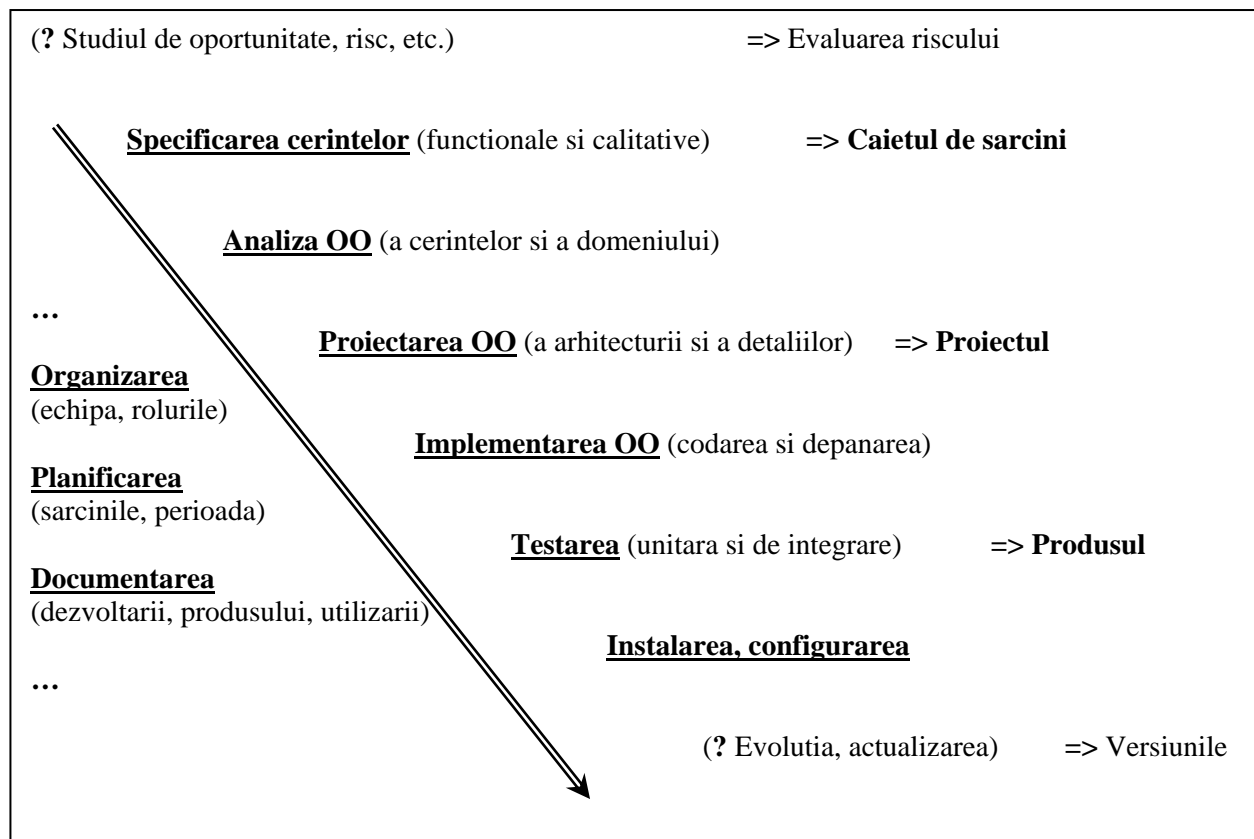 (? Studiul de oportunitate, risc, etc.) => Evaluarea riscului
Specificarea cerintelor (functionale si calitative) => Caietul de sarcini
Analiza OO (a cerintelor si a domeniului)
...
Proiectarea OO (a arhitecturii si a detaliilor) => Proiectul
Organizarea
(echipa, rolurile)
Implementarea OO (codarea si depanarea)
Planificarea
(sarcinile, perioada)
Testarea (unitara si de integrare) => Produsul
Documentarea
(dezvoltarii, produsului, utilizarii)
Instalarea, configurarea
...
(? Evolutia, actualizarea) => Versiunile